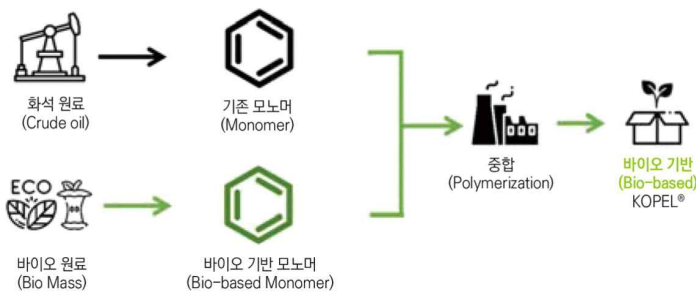 화석 원료
(Crude oil)
기존 모노머
(Monomer)
중합
(Polymerization)
바이오 기반
(Bio-based)
KOPEL®
ECO
바이오 원료
(Bio Mass)
바이오 기반 모노머
(Bio-based Monomer)